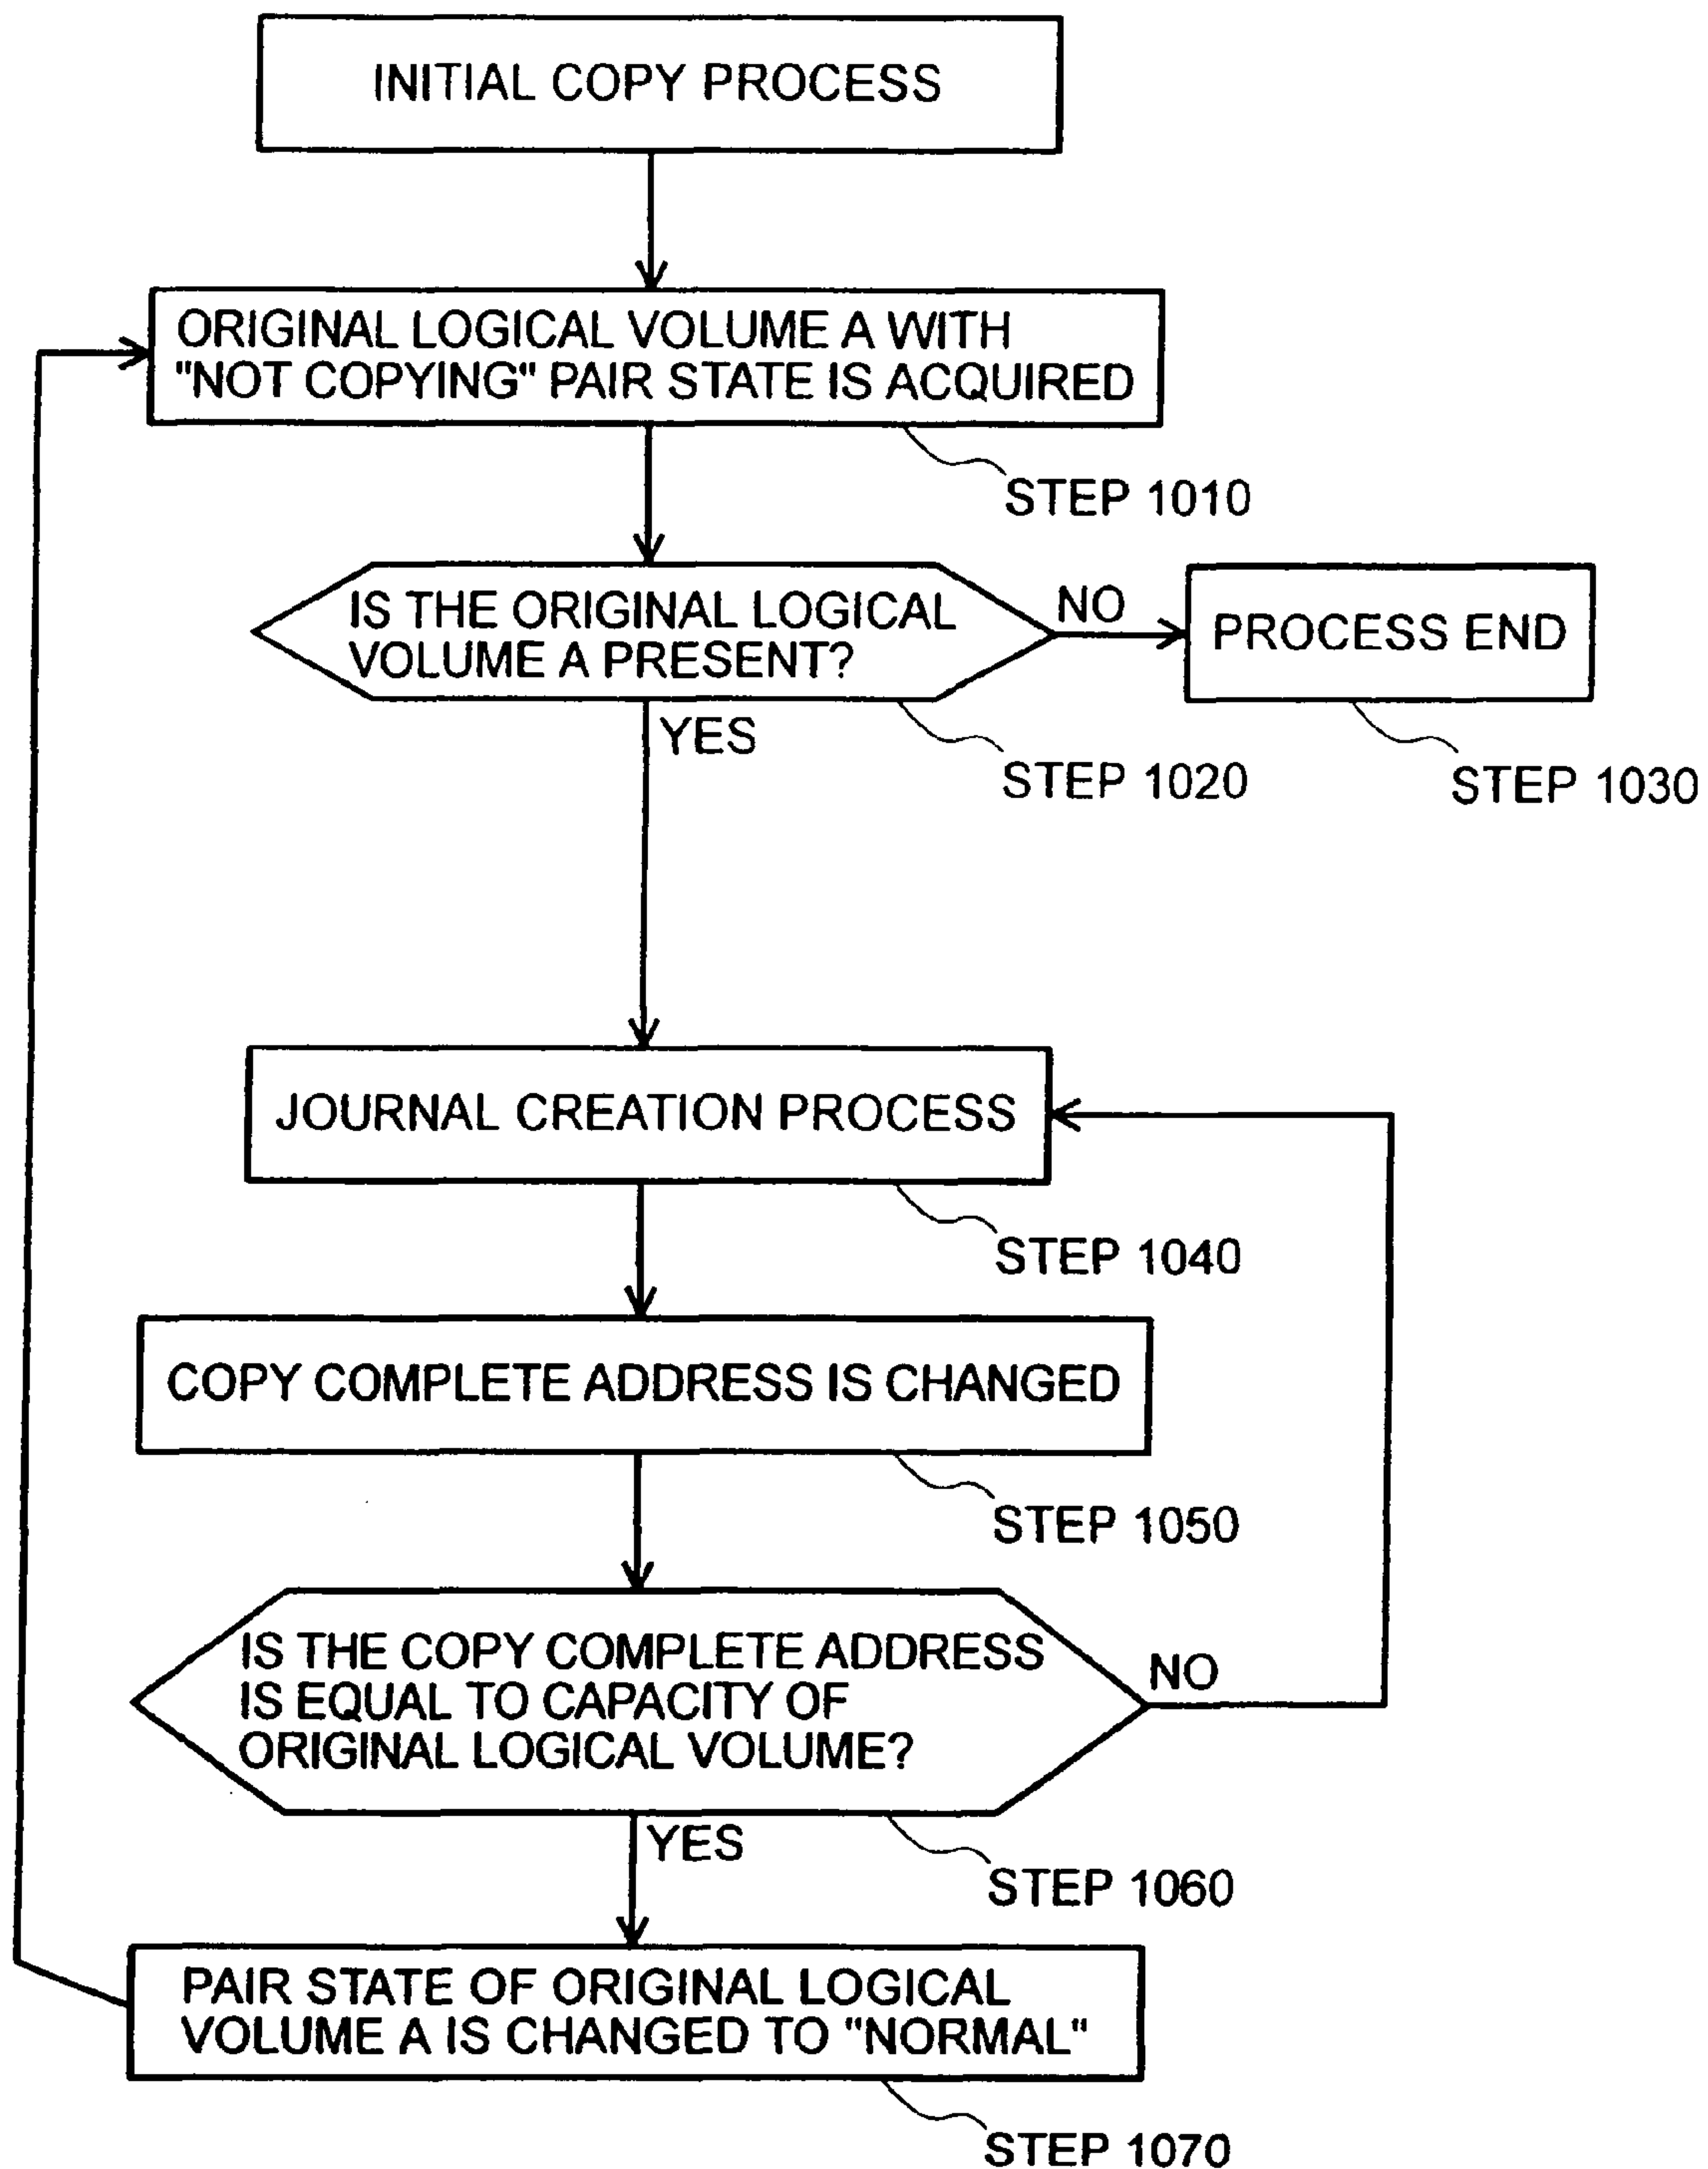 INITIAL COPY PROCESS
ORIGINAL LOGICAL VOLUME A WITH
"NOT COPYING" PAIR STATE IS ACQUIRED
STEP 1010
IS THE ORIGINAL LOGICAL
VOLUME A PRESENT?
NO
PROCESS END
YES
STEP 1020
STEP 1030
JOURNAL CREATION PROCESS
STEP 1040
COPY COMPLETE ADDRESS IS CHANGED
STEP 1050
IS THE COPY COMPLETE ADDRESS
IS EQUAL TO CAPACITY OF
ORIGINAL LOGICAL VOLUME?
NO
YES
STEP 1060
PAIR STATE OF ORIGINAL LOGICAL
VOLUME A IS CHANGED TO "NORMAL"
STEP 1070